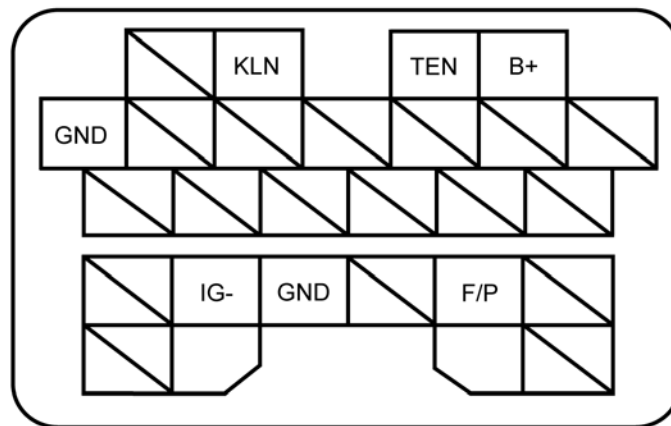 KLN TEN B+
GND
IG- GND F/P